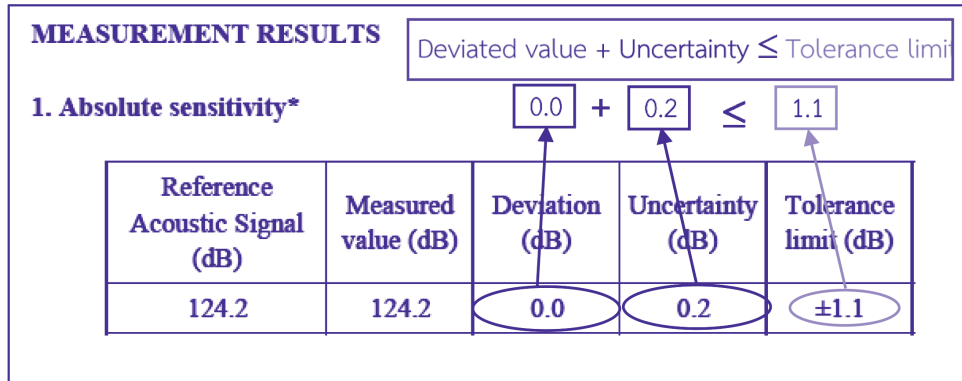 MEASUREMENT RESULTS
Deviated value + Uncertainty ≤ Tolerance limit
1. Absolute sensitivity*
0.0 + 0.2 ≤ 1.1
Reference Acoustic Signal (dB) Measured value (dB) Deviation (dB) Uncertainty (dB) Tolerance limit (dB)
124.2 124.2 0.0 0.2 ±1.1